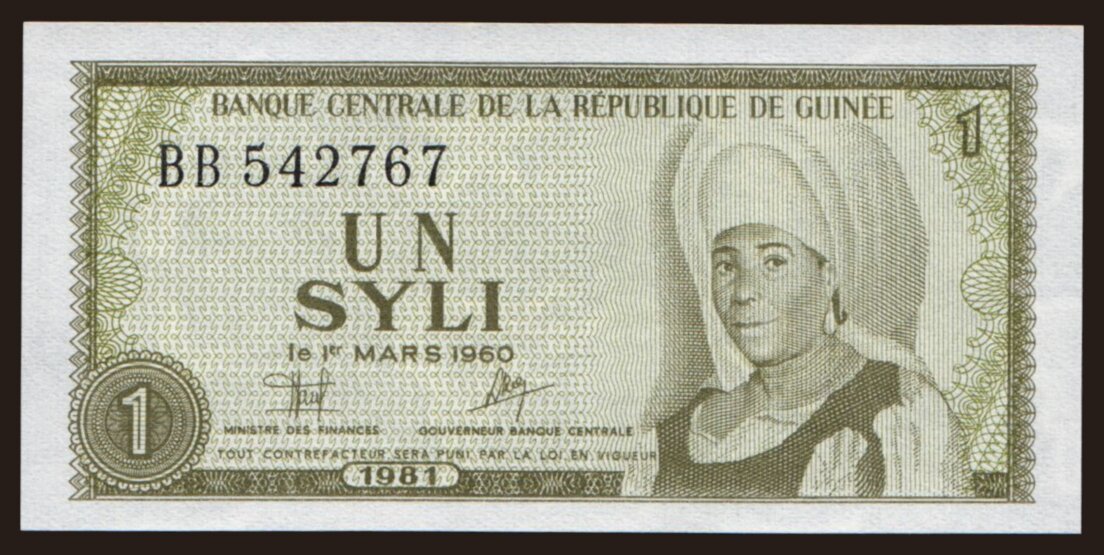 BANQUE CENTRALE DE LA RÉPUBLIQUE DE GUINÉE
1
BB 542767
UN
SYLI
le 1er MARS 1960
MINISTRE DES FINANCES GOUVERNEUR BANQUE CENTRALE
TOUT CONTREFACTEUR SERA PUNI PAR LA LOI EN VIGUEUR
1
1981